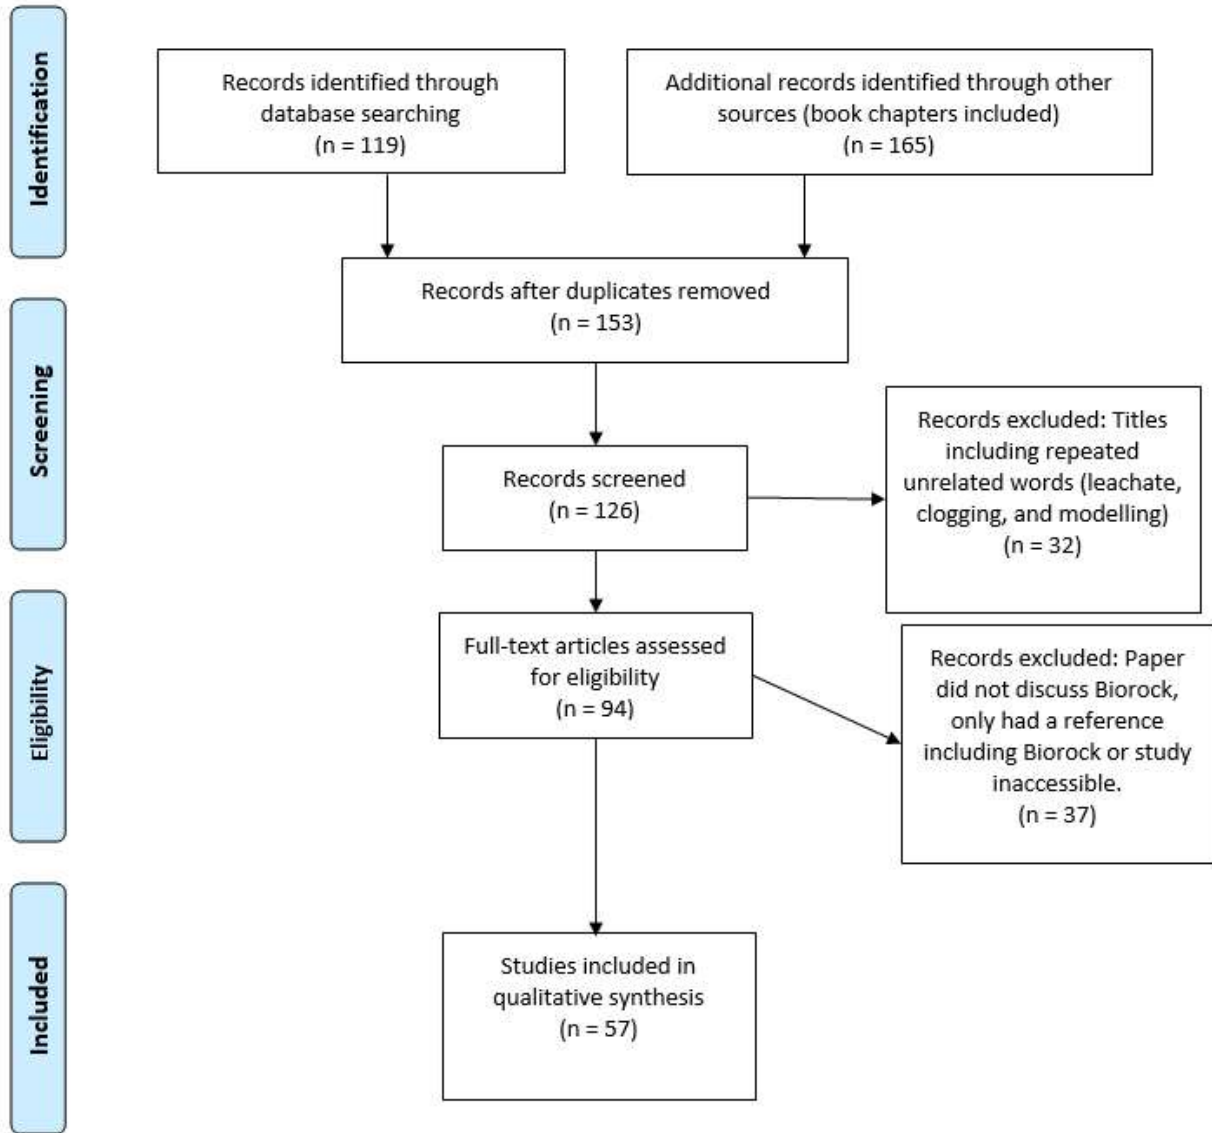 Identification
Records identified through
database searching
(n = 119)
Additional records identified through other
sources (book chapters included)
(n = 165)
Records after duplicates removed
(n = 153)
Screening
Records screened
(n = 126)
Records excluded: Titles
including repeated
unrelated words (leachate,
clogging, and modelling)
(n = 32)
Eligibility
Full-text articles assessed
for eligibility
(n = 94)
Records excluded: Paper
did not discuss Biorock,
only had a reference
including Biorock or study
inaccessible.
(n = 37)
Included
Studies included in
qualitative synthesis
(n = 57)